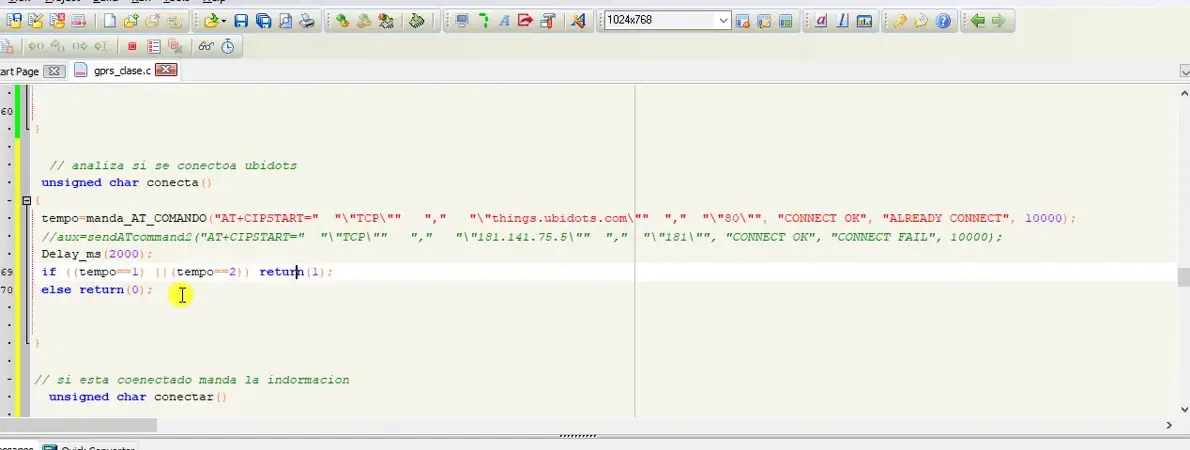 1024x768
art Page
gprs_clase.c
60
}
// analiza si se conectoa ubidots
unsigned char conecta()
{
tempo=manda_AT_COMANDO("AT+CIPSTART="  "\"TCP\""   ","   "\"things.ubidots.com\""  ","  "\"80\"", "CONNECT OK", "ALREADY CONNECT", 10000);
//aux=sendATcommand2("AT+CIPSTART="  "\"TCP\""   ","   "\"181.141.75.5\""  ","  "\"181\"", "CONNECT OK", "CONNECT FAIL", 10000);
Delay_ms(2000);
69 if ((tempo==1) ||(tempo==2)) return(1);
70 else return(0);
}
// si esta coenectado manda la indormacion
unsigned char conectar()